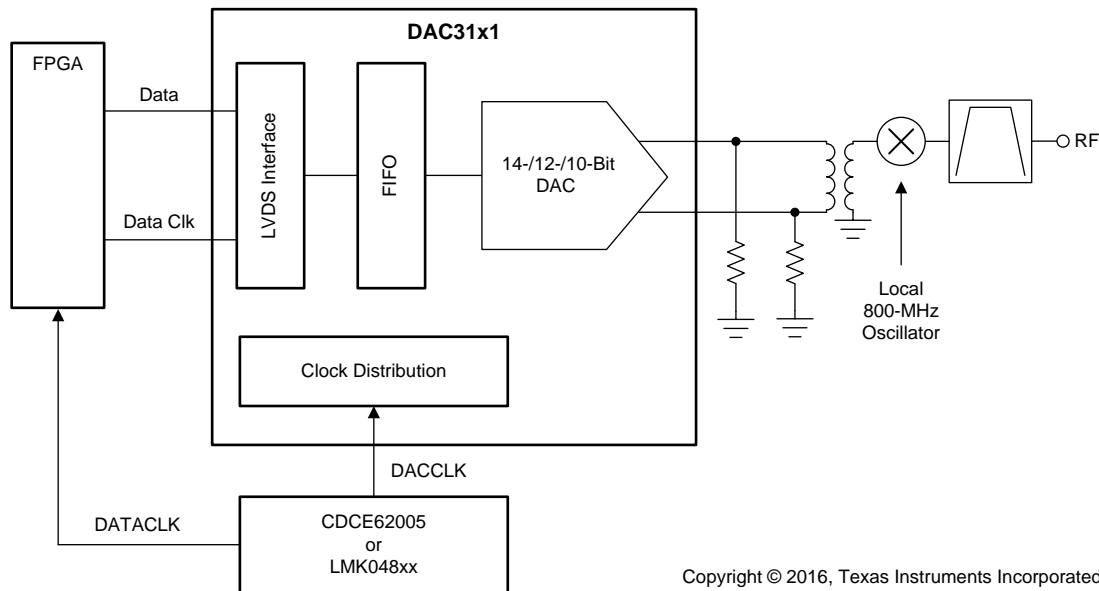 DAC31x1
FPGA
Data
Data Clk
LVDS Interface
FIFO
14-/12-/10-Bit
DAC
RF
Local
800-MHz
Oscillator
Clock Distribution
DACCLK
DATACLK
CDCE62005
or
LMK048xx
Copyright © 2016, Texas Instruments Incorporated